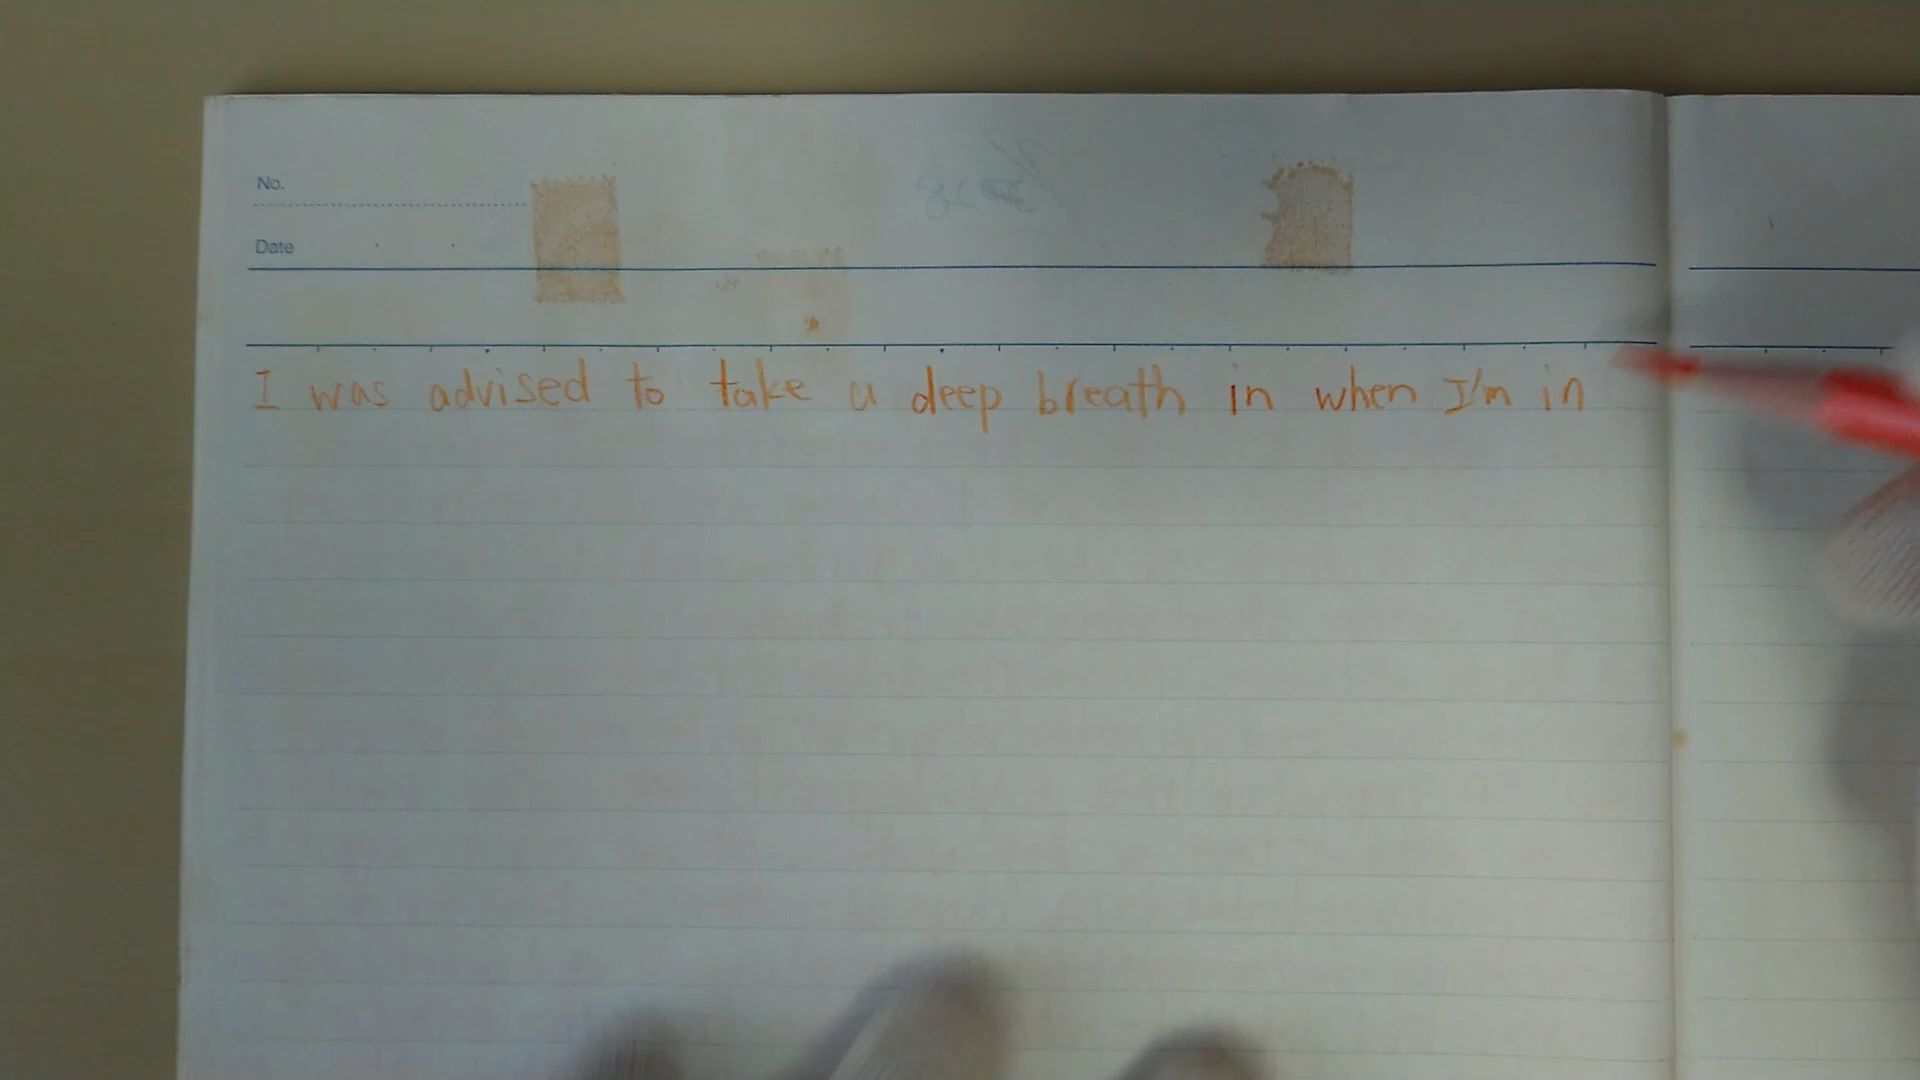 No.
Date
I was advised to take a deep breath in when I'm in